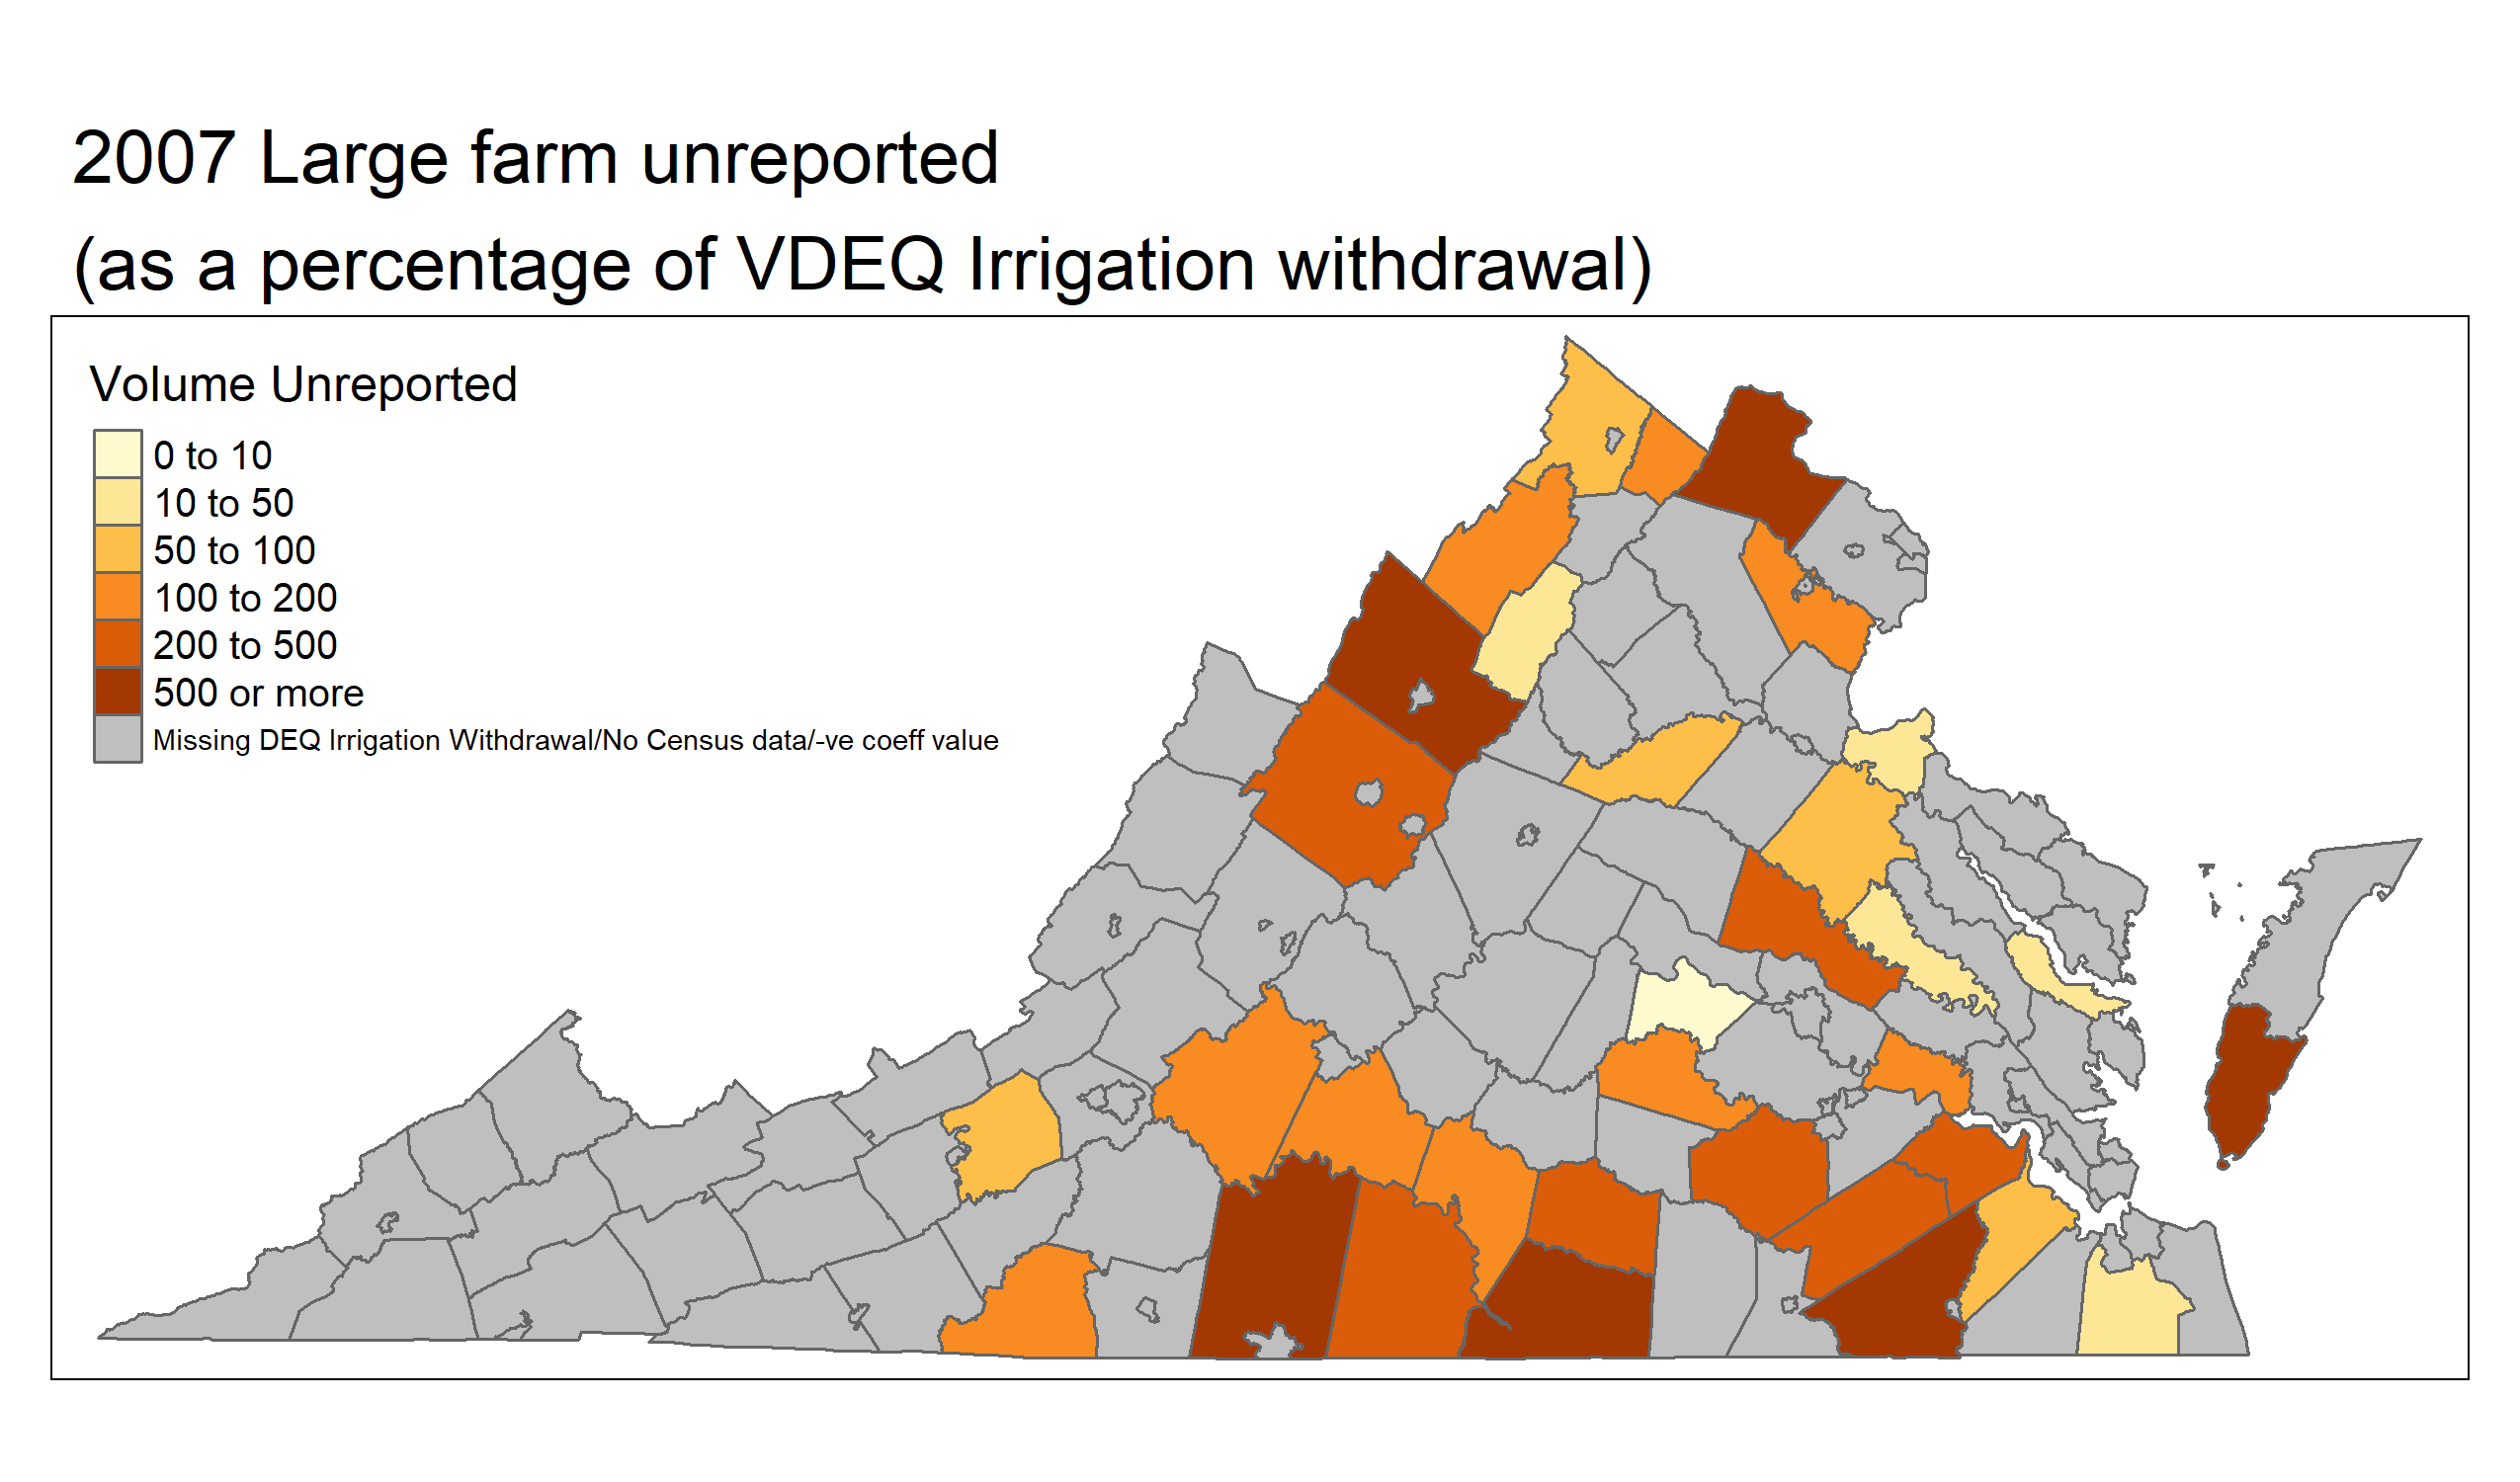 2007 Large farm unreported
(as a percentage of VDEQ Irrigation withdrawal)
Volume Unreported
0 to 10
10 to 50
50 to 100
100 to 200
200 to 500
500 or more
Missing DEQ Irrigation Withdrawal/No Census data/-ve coeff value